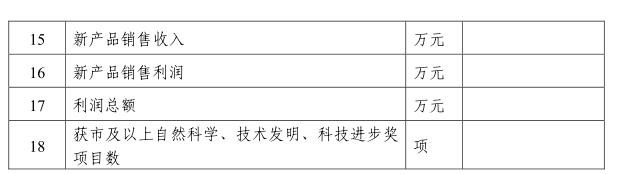 15 新产品销售收入 万元
16 新产品销售利润 万元
17 利润总额 万元
18 获市及以上自然科学、技术发明、科技进步奖 项
项目数